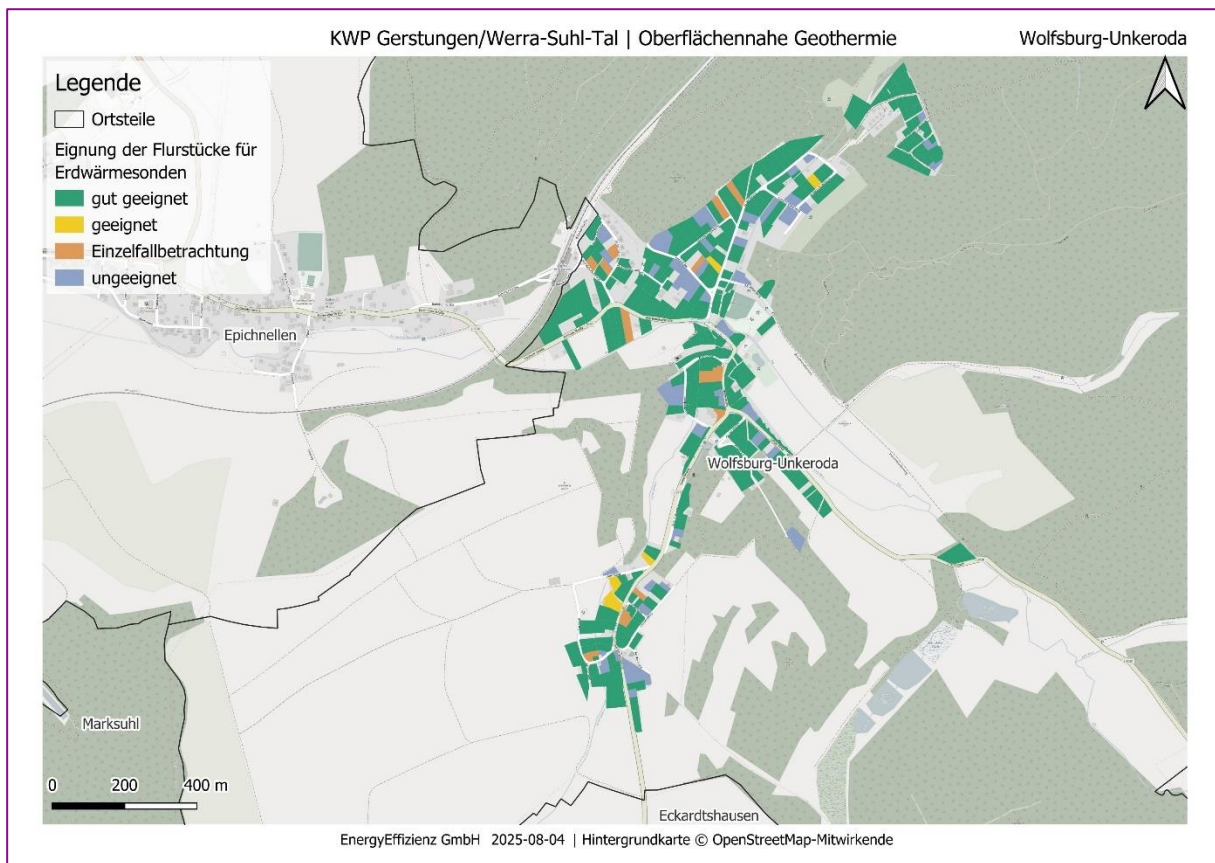 KWP Gerstungen/Werra-Suhl-Tal | Oberflächennahe Geothermie
Wolfsburg-Unkeroda
Legende
Ortsteile
Eignung der Flurstücke für
Erdwärmesonden
gut geeignet
geeignet
Einzelfallbetrachtung
ungeeignet
Epichnellen
Wolfsburg-Unkeroda
Marksuhl
0 200 400 m
Eckardtshausen
EnergyEffizienz GmbH 2025-08-04 | Hintergrundkarte © OpenStreetMap-Mitwirkende